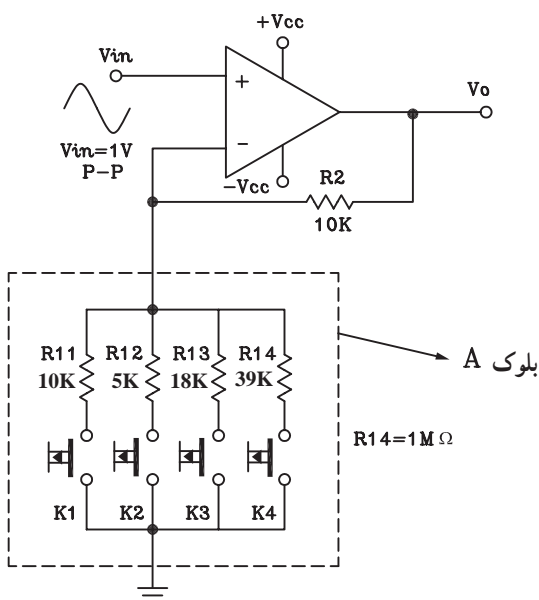 +Vcc
Vin
Vo
+
Vin=1V
P-P
-
-Vcc
R2
10K
R11
10K
R12
5K
R13
18K
R14
39K
بلوک A
R14=1M Ω
K1
K2
K3
K4